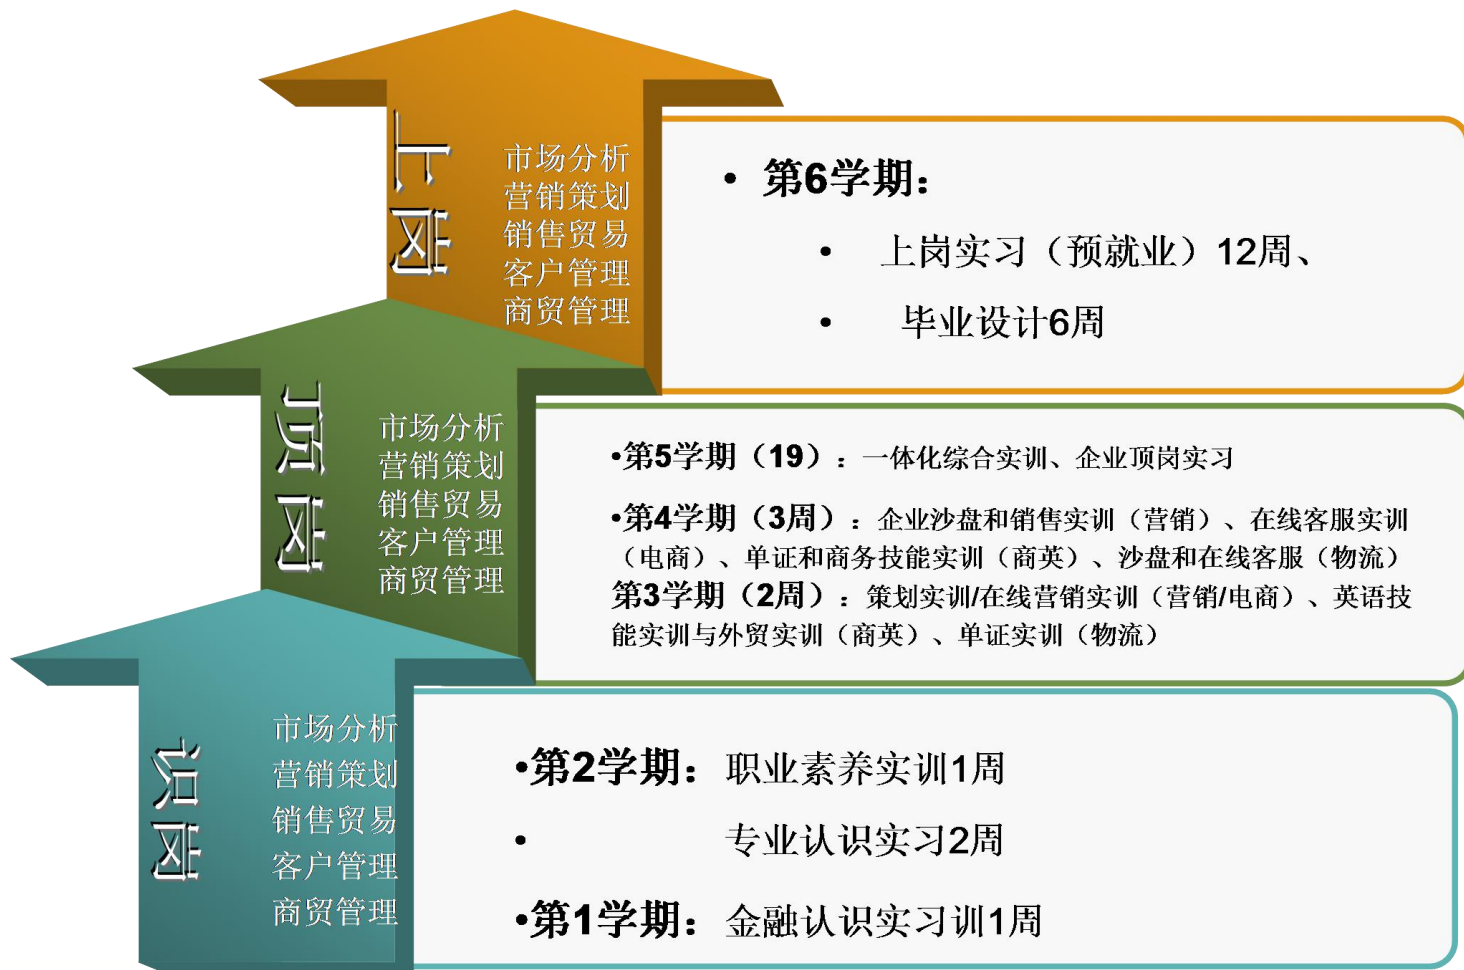 上岗
市场分析
营销策划
销售贸易
客户管理
商贸管理
• 第6学期：
• 上岗实习（预就业）12周、
• 毕业设计6周
顶岗
市场分析
营销策划
销售贸易
客户管理
商贸管理
•第5学期（19）：一体化综合实训、企业顶岗实习
•第4学期（3周）：企业沙盘和销售实训（营销）、在线客服实训
（电商）、单证和商务技能实训（商英）、沙盘和在线客服（物流）
第3学期（2周）：策划实训/在线营销实训（营销/电商）、英语技
能实训与外贸实训（商英）、单证实训（物流）
识岗
市场分析
营销策划
销售贸易
客户管理
商贸管理
•第2学期：职业素养实训1周
• 专业认识实习2周
•第1学期：金融认识实习训1周